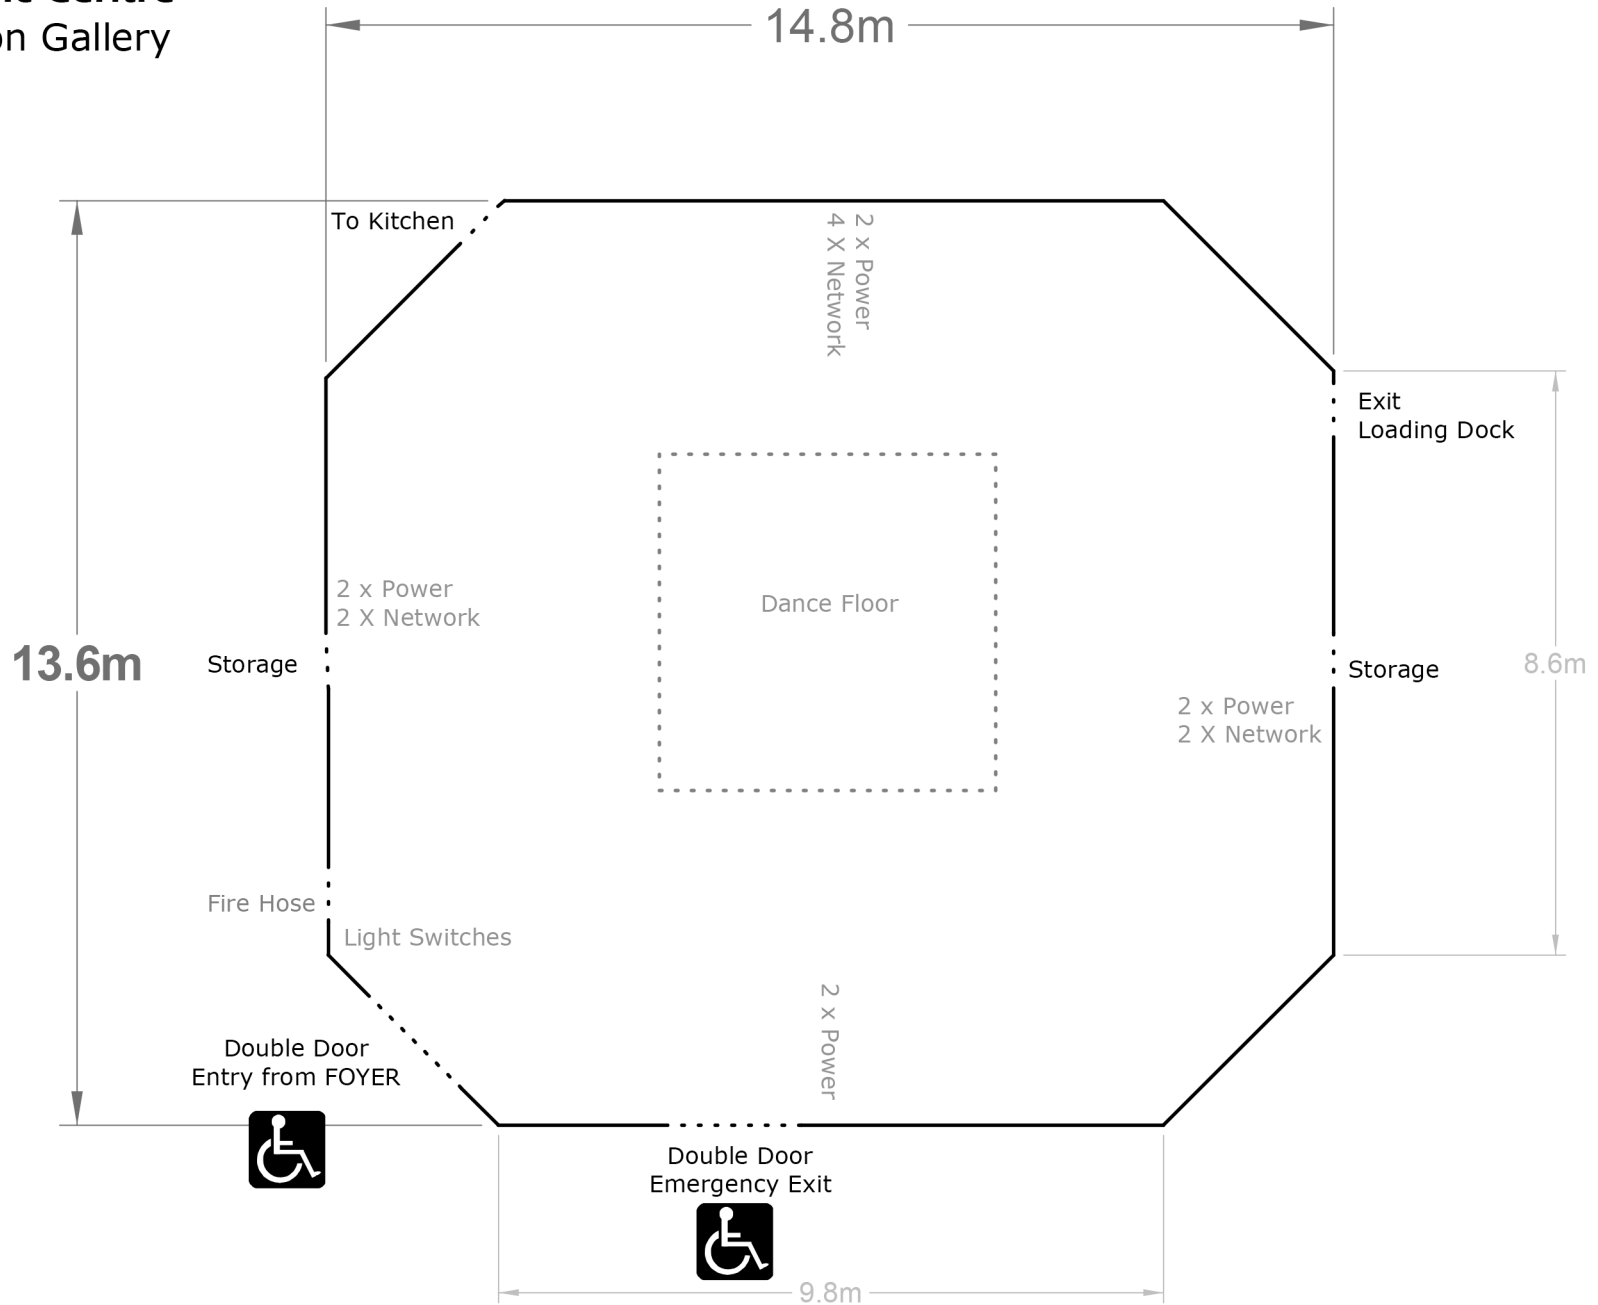 Gallery
14.8m
To Kitchen
2 x Power
4 X Network
Exit
Loading Dock
2 x Power
2 X Network
Dance Floor
13.6m
Storage
Storage
8.6m
2 x Power
2 X Network
Fire Hose
Light Switches
2 x Power
Double Door
Entry from FOYER
Double Door
Emergency Exit
9.8m